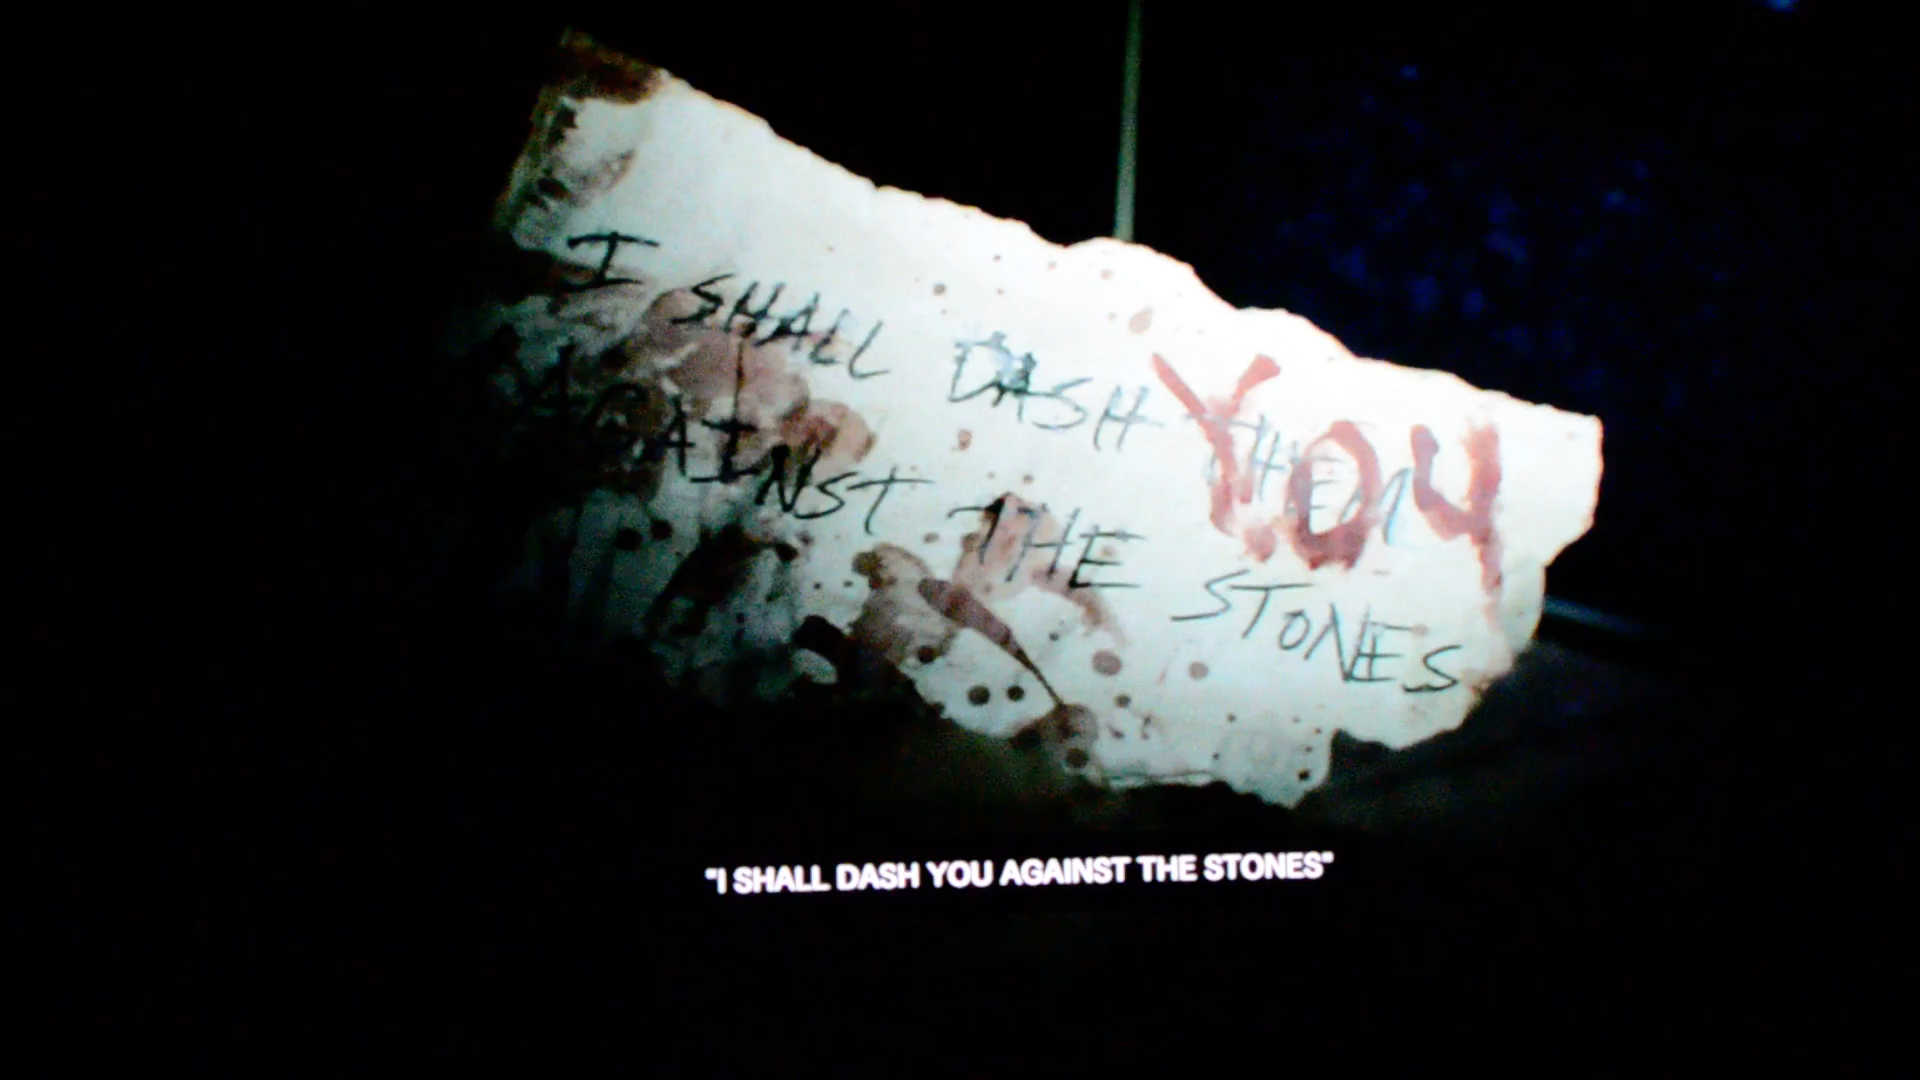 I SHALL DASH THEM YOU
AGAINST THE STONES
"I SHALL DASH YOU AGAINST THE STONES"